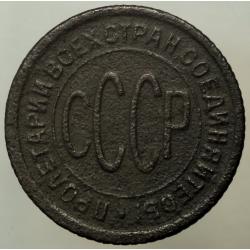 ПРОЛЕТАРИИ ВСЕХ СТРАН, СОЕДИНЯЙТЕСЬ!
СССР